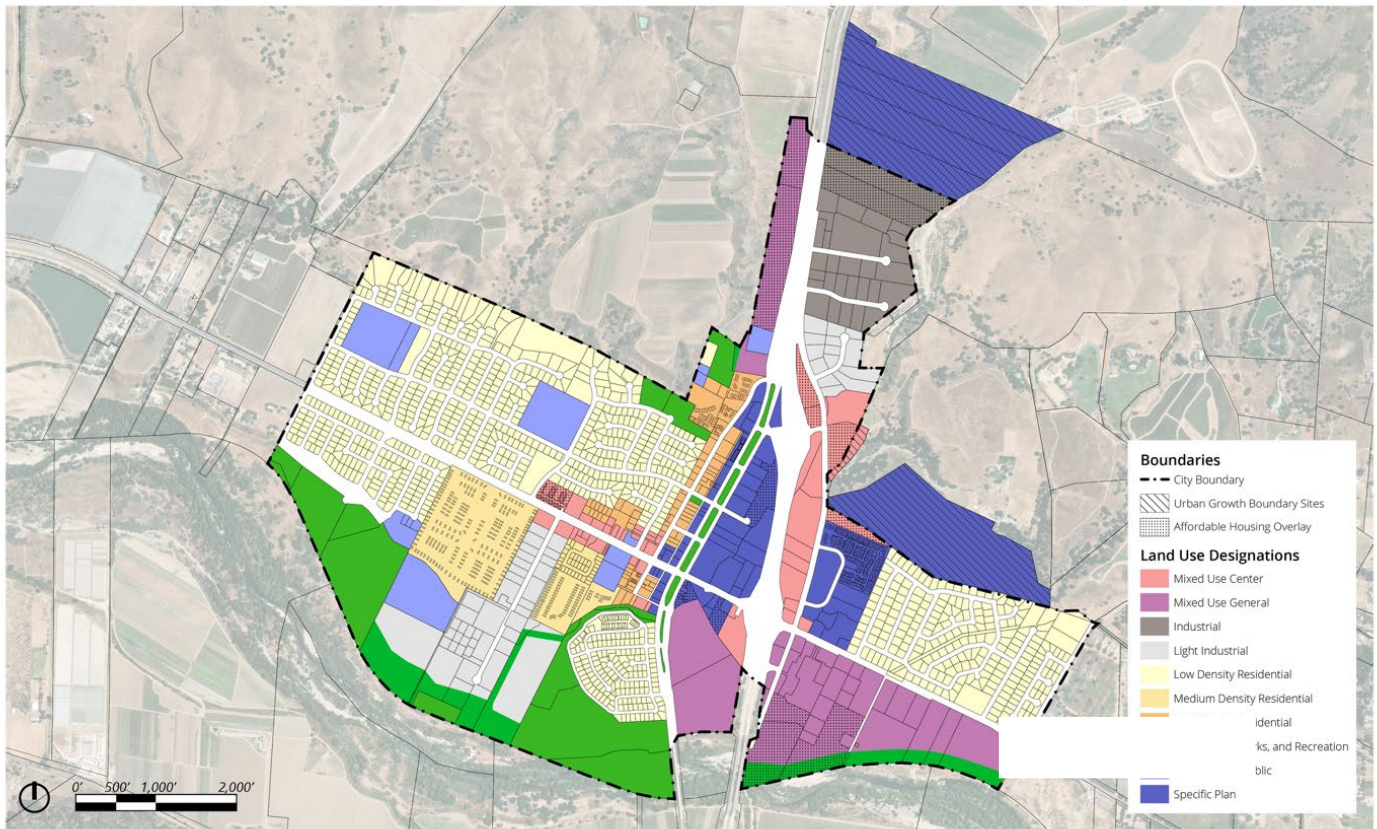 Boundaries
City Boundary
Urban Growth Boundary Sites
Affordable Housing Overlay
Land Use Designations
Mixed Use Center
Mixed Use General
Industrial
Light Industrial
Low Density Residential
Medium Density Residential
idential
ks, and Recreation
blic
Specific Plan
0' 500' 1,000' 2,000'